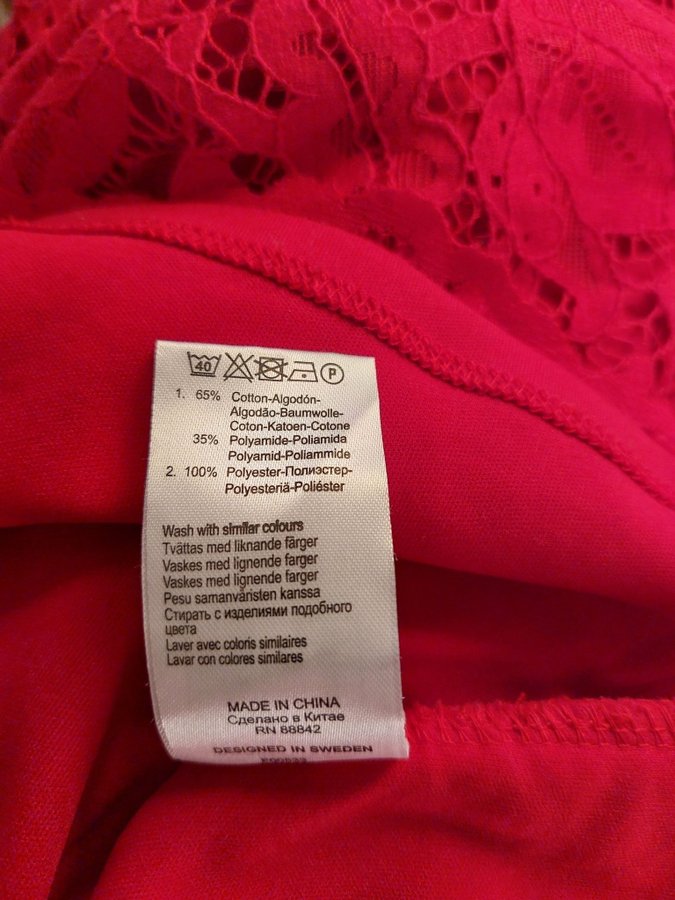 40 P
1. 65% Cotton-Algodón-
Algodão-Baumwolle-
Coton-Katoen-Cotone
35% Polyamide-Poliamida
Polyamid-Poliammide
2. 100% Polyester-Полиэстер-
Polyesteriä-Poliéster
Wash with similar colours
Tvättas med liknande färger
Vaskes med lignende farger
Vaskes med lignende farger
Pesu samanväristen kanssa
Стирать с изделиями подобного
цвета
Laver avec coloris similaires
Lavar con colores similares
MADE IN CHINA
Сделано в Китае
RN 88842
DESIGNED IN SWEDEN